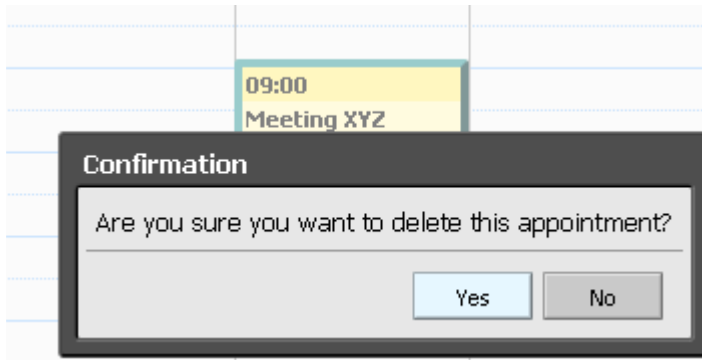 09:00
Meeting XYZ
Confirmation
Are you sure you want to delete this appointment?
Yes No